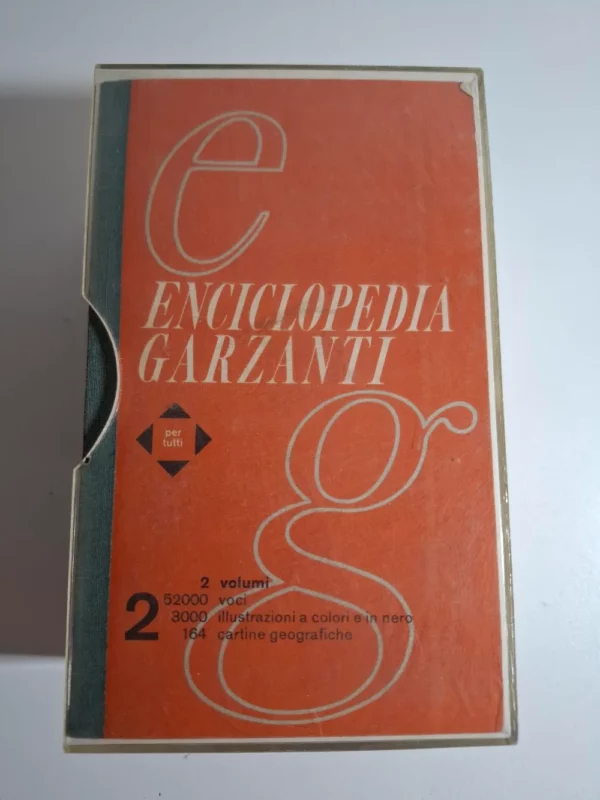 e
ENCICLOPEDIA
GARZANTI
g
per
tutti
2 volumi
52000 voci
3000 illustrazioni a colori e in nero
164 cartine geografiche
2